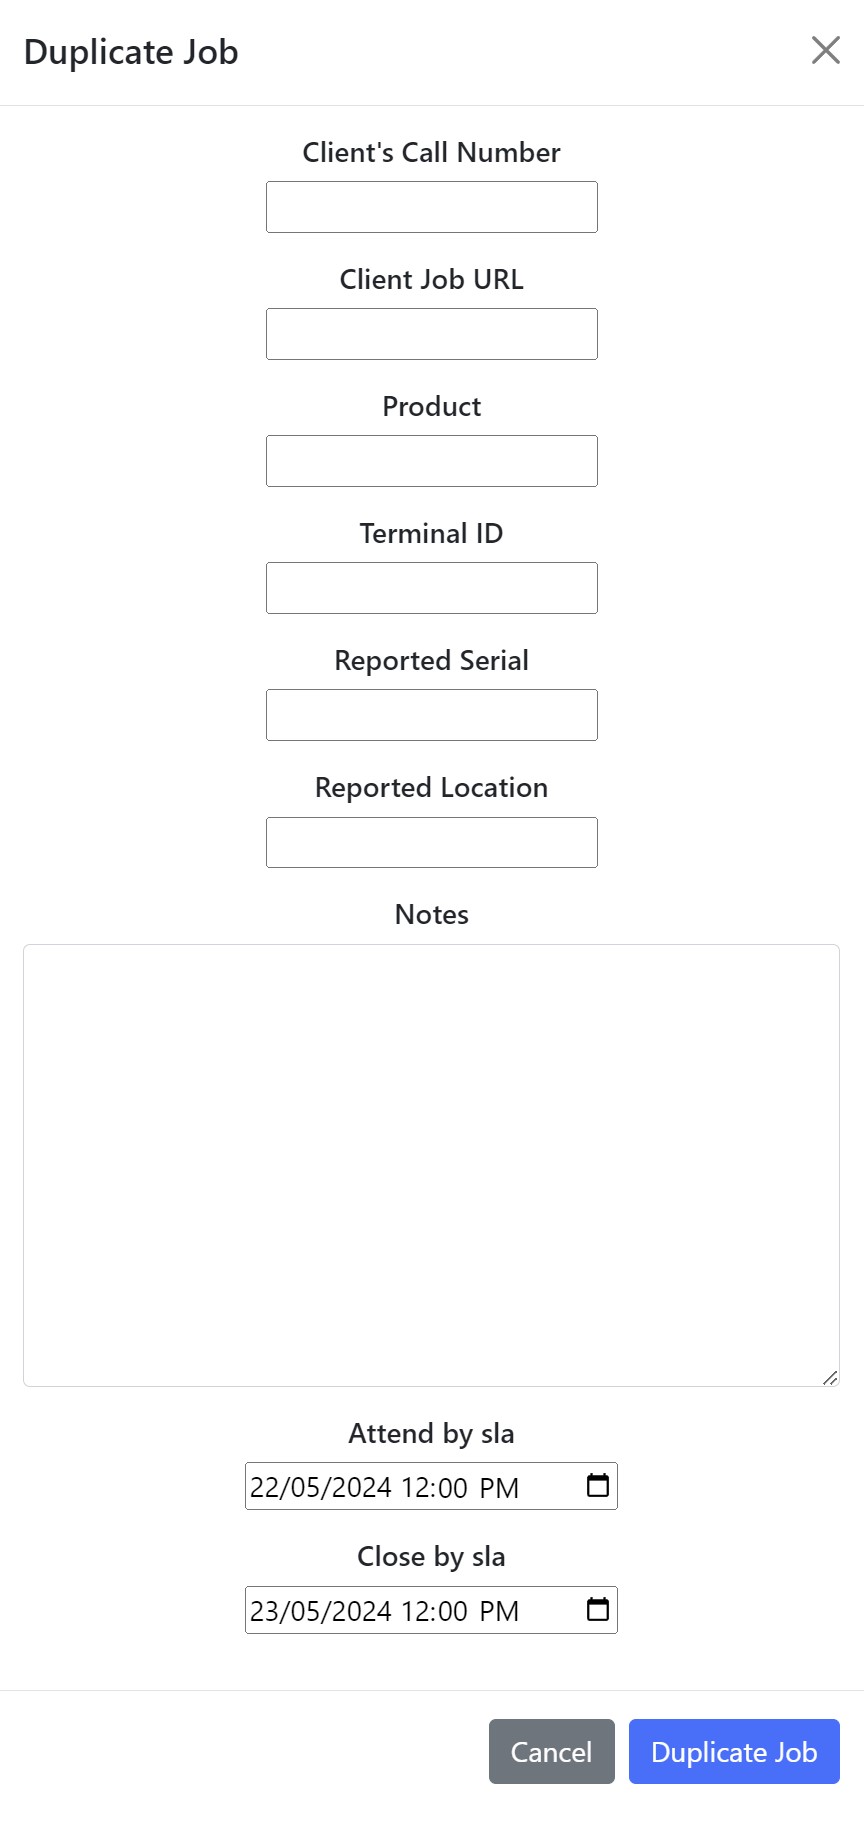 Duplicate Job
Client's Call Number
Client Job URL
Product
Terminal ID
Reported Serial
Reported Location
Notes
Attend by sla
22/05/2024 12:00 PM
Close by sla
23/05/2024 12:00 PM
Cancel Duplicate Job